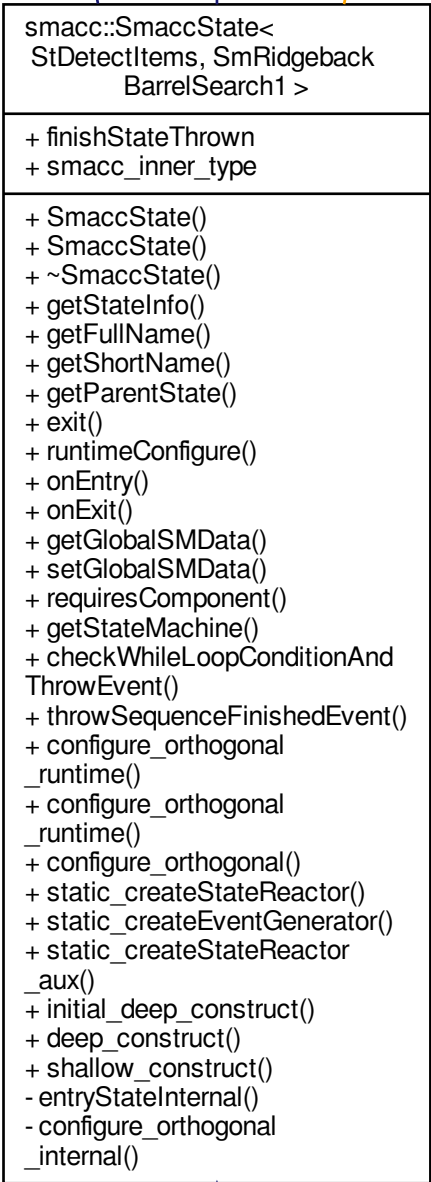 smacc::SmaccState<
StDetectItems, SmRidgeback
BarrelSearch1 >
+ finishStateThrown
+ smacc_inner_type
+ SmaccState()
+ SmaccState()
+ ~SmaccState()
+ getStateInfo()
+ getFullName()
+ getShortName()
+ getParentState()
+ exit()
+ runtimeConfigure()
+ onEntry()
+ onExit()
+ getGlobalSMData()
+ setGlobalSMData()
+ requiresComponent()
+ getStateMachine()
+ checkWhileLoopConditionAnd
ThrowEvent()
+ throwSequenceFinishedEvent()
+ configure_orthogonal
_runtime()
+ configure_orthogonal
_runtime()
+ configure_orthogonal()
+ static_createStateReactor()
+ static_createEventGenerator()
+ static_createStateReactor
_aux()
+ initial_deep_construct()
+ deep_construct()
+ shallow_construct()
- entryStateInternal()
- configure_orthogonal
_internal()